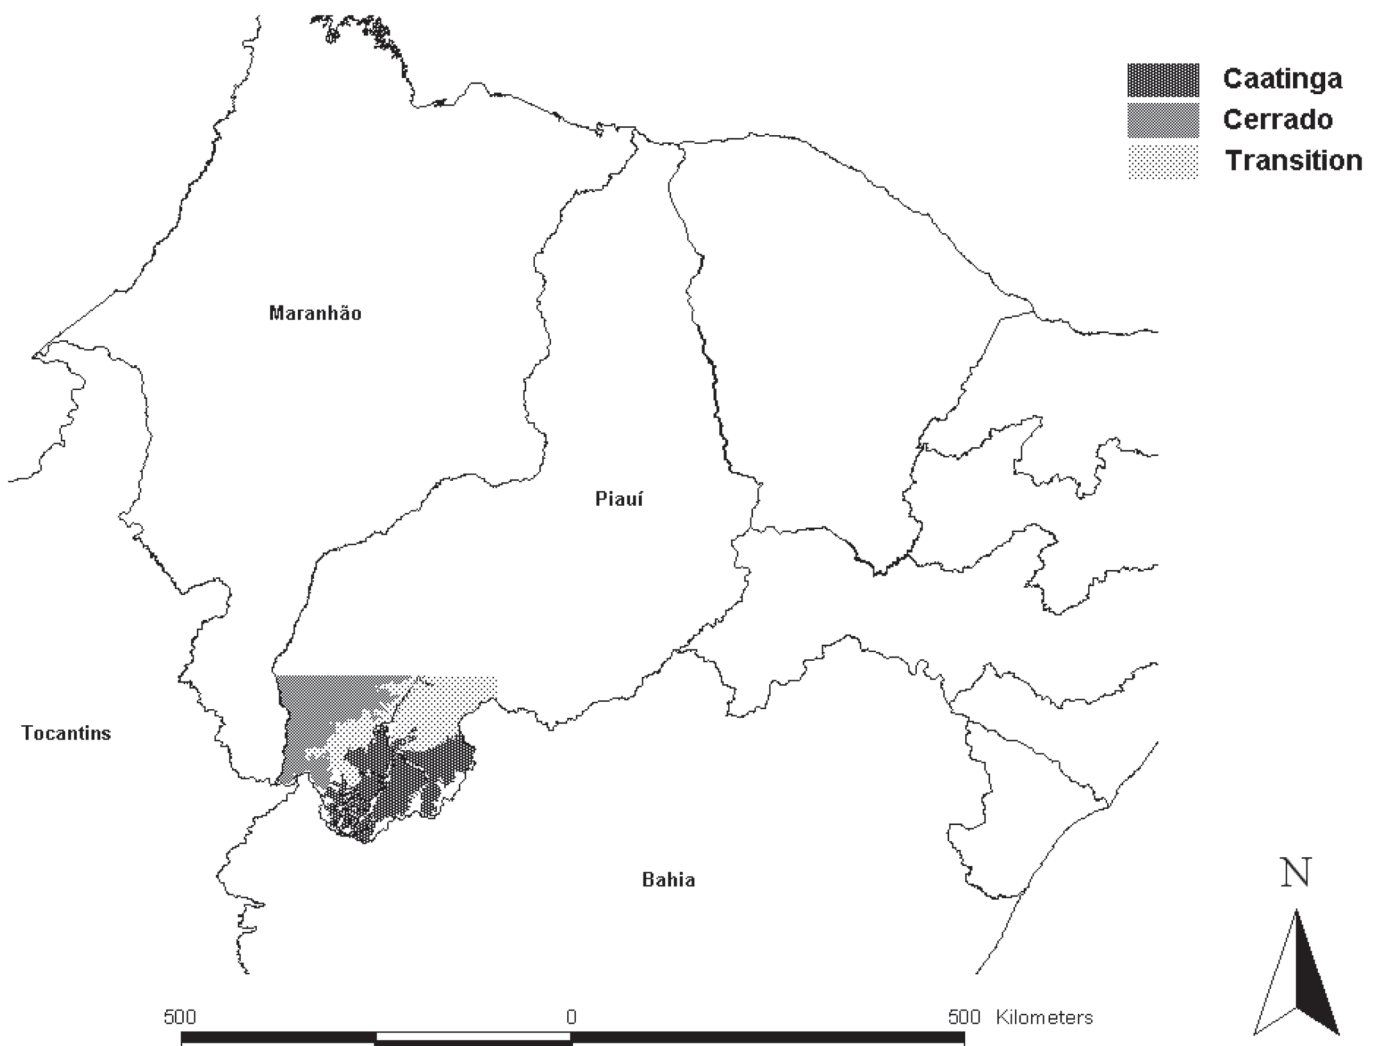 Caatinga
Cerrado
Transition
Maranhão
Piauí
Tocantins
Bahia
N
500 0 500 Kilometers